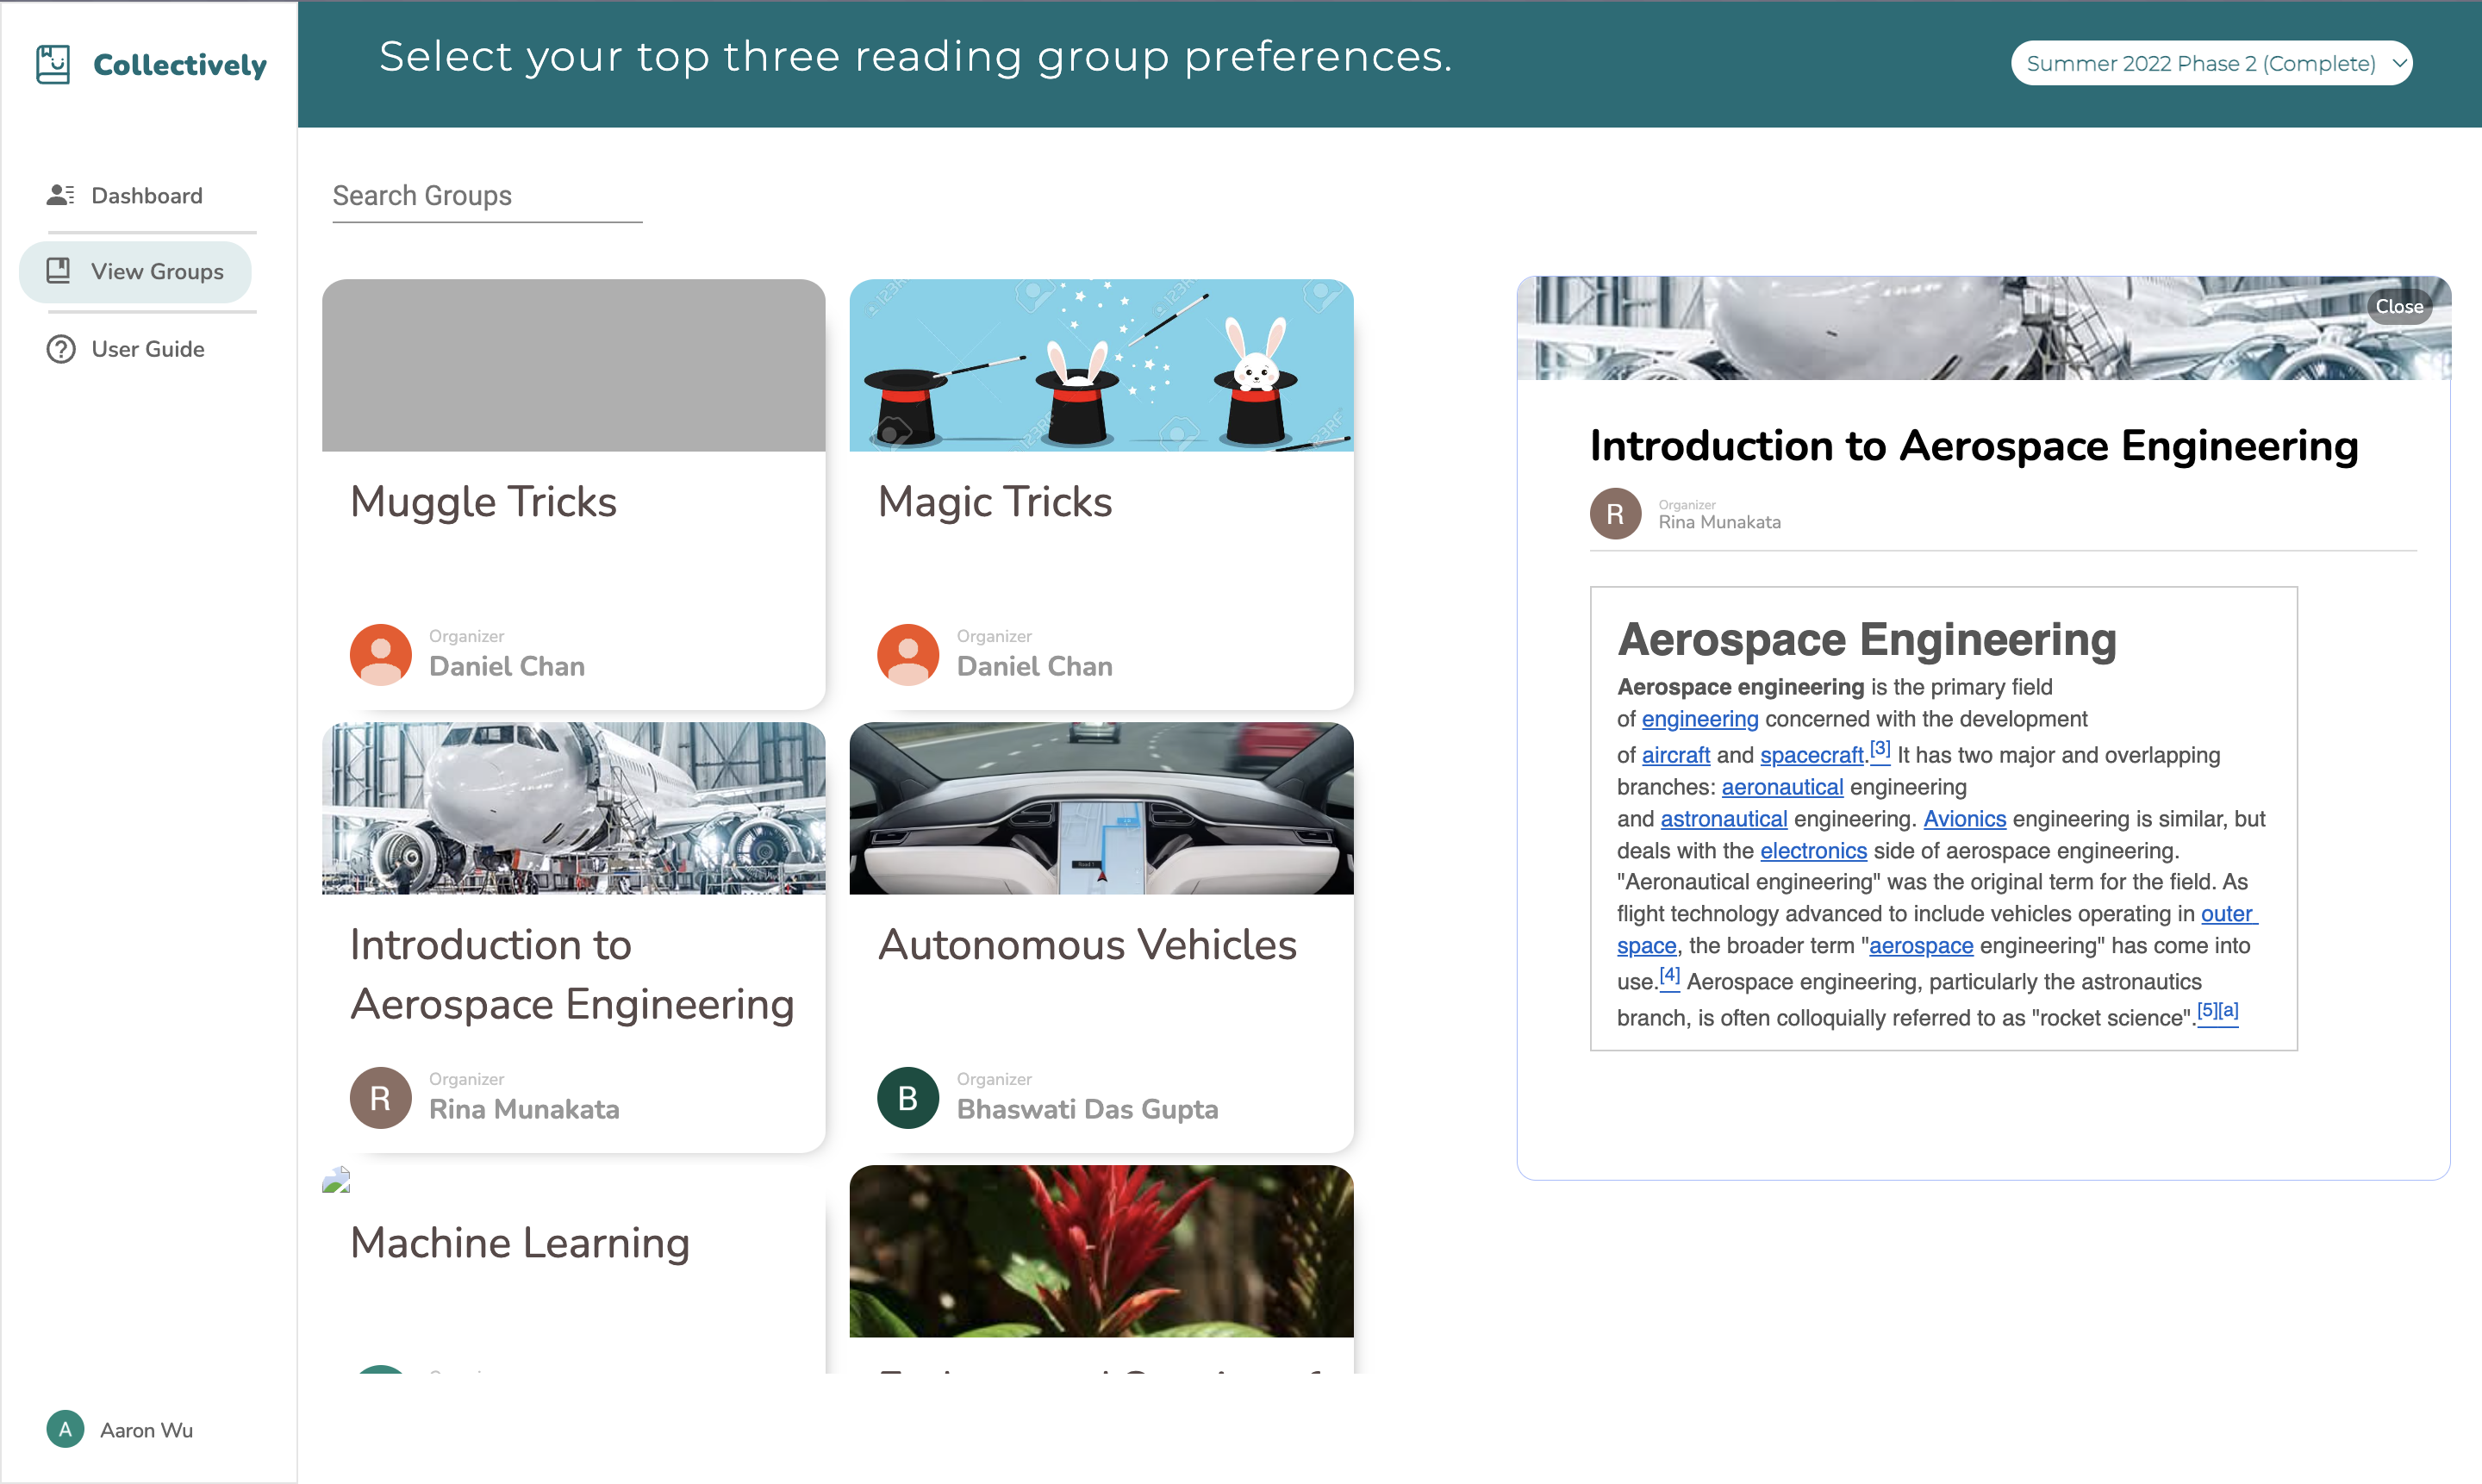 Collectively
Select your top three reading group preferences.
Summer 2022 Phase 2 (Complete)
Dashboard
View Groups
User Guide
Search Groups
Muggle Tricks
Organizer
Daniel Chan
123RF
Magic Tricks
Organizer
Daniel Chan
Introduction to
Aerospace Engineering
Organizer
Rina Munakata
Autonomous Vehicles
B
Organizer
Bhaswati Das Gupta
R
Machine Learning
Close
Introduction to Aerospace Engineering
R
Organizer
Rina Munakata
Aerospace Engineering
Aerospace engineering is the primary field
of engineering concerned with the development
of aircraft and spacecraft.[3] It has two major and overlapping
branches: aeronautical engineering
and astronautical engineering. Avionics engineering is similar, but
deals with the electronics side of aerospace engineering.
"Aeronautical engineering" was the original term for the field. As
flight technology advanced to include vehicles operating in outer
space, the broader term "aerospace engineering" has come into
use.[4] Aerospace engineering, particularly the astronautics
branch, is often colloquially referred to as "rocket science".[5][a]
A
Aaron Wu